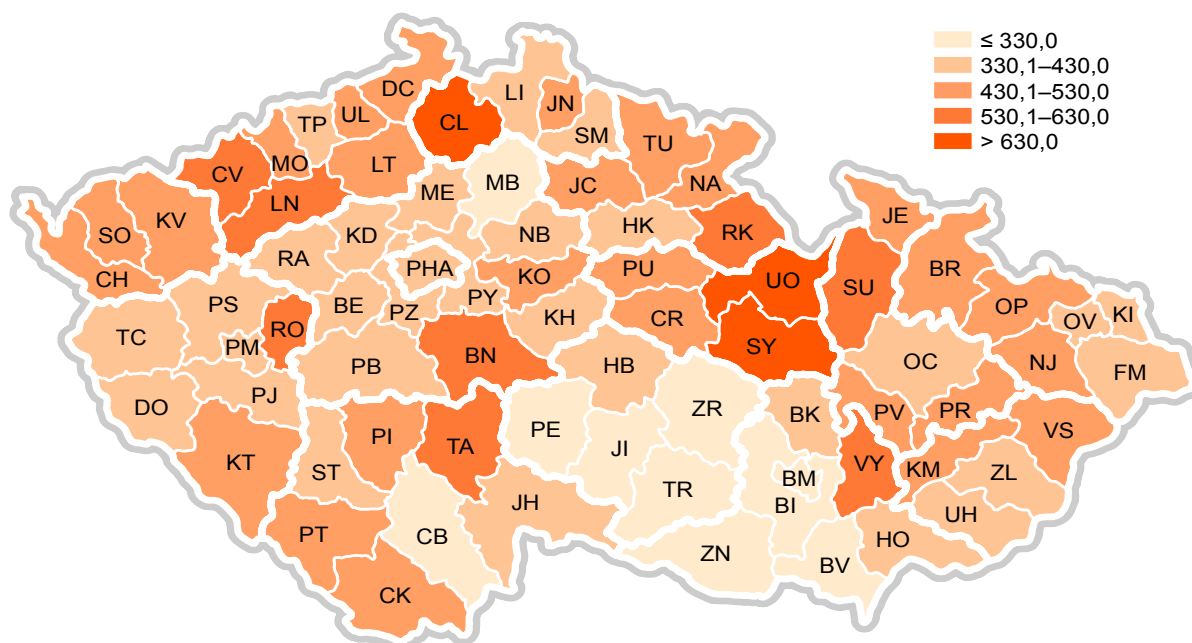 ≤ 330,0
330,1–430,0
430,1–530,0
530,1–630,0
> 630,0
DC
LI
JN
TP
UL
CL
SM
TU
MO
LT
CV
ME
MB
JC
NA
LN
KV
SO
KD
NB
HK
RK
JE
CH
RA
PHA
KO
PU
UO
SU
BR
PS
BE
PZ
PY
OP
KI
OV
TC
RO
KH
CR
PM
BN
SY
OC
NJ
FM
PB
HB
DO
PJ
ZR
BK
PV
PR
VS
PI
TA
PE
JI
KT
ST
BM
VY
KM
ZL
TR
JH
BI
UH
PT
CB
ZN
HO
BV
CK